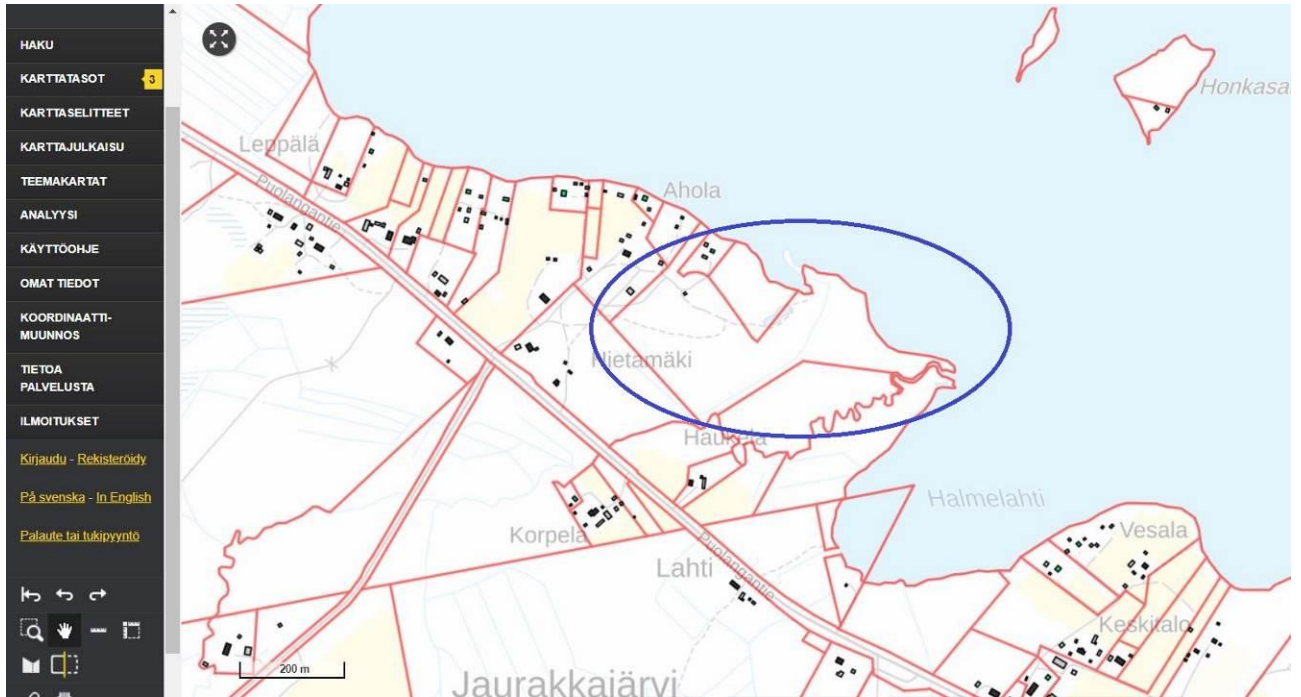 HAKU
KARTTATASOT 3
KARTTASELITTEET
KARTTAJULKAISU
TEEMAKARTAT
ANALYYSI
KÄYTTÖOHJE
OMAT TIEDOT
KOORDINAATTI-
MUUNNOS
TIETOA
PALVELUSTA
ILMOITUKSET
Kirjaudu - Rekisteröidy
På svenska - In English
Palaute tai tukipyyntö
Honkasa
Leppälä
Puolangantie
Ahola
Hietamäki
Haukela
Halmelahti
Korpela
Vesala
Lahti
Puolangantie
Keskitalo
200 m
Jaurakkajärvi